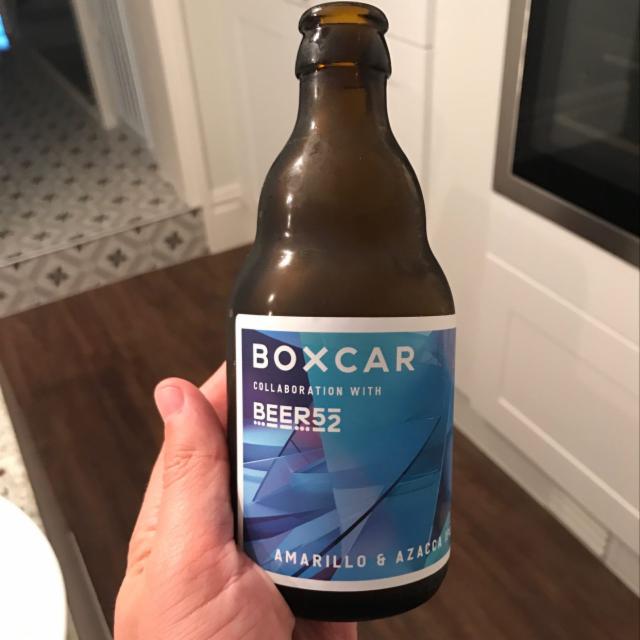 BOXCAR
COLLABORATION WITH
BEER52
AMARILLO & AZACCA